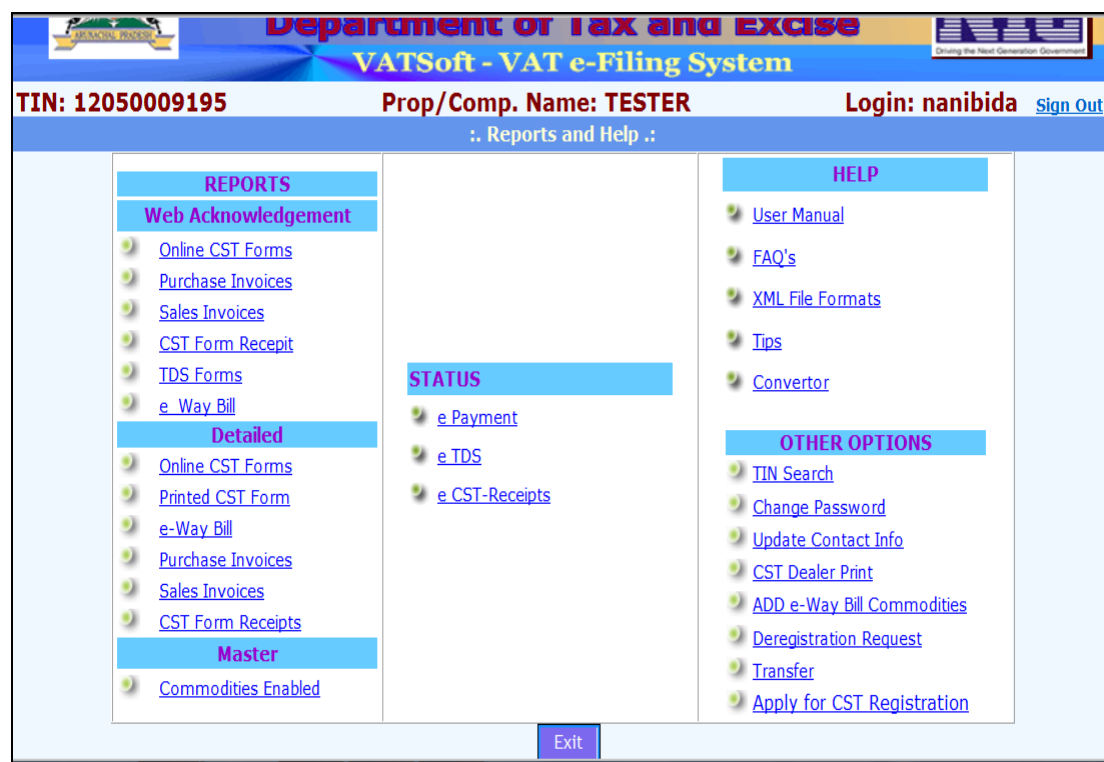 ARUNACHAL PRADESH
Department of Tax and Excise
NIC
Driving the Next Generation Government
VATSoft - VAT e-Filing System
TIN: 12050009195 Prop/Comp. Name: TESTER Login: nanibida Sign Out
:. Reports and Help .:
REPORTS
Web Acknowledgement
Online CST Forms
Purchase Invoices
Sales Invoices
CST Form Recepit
TDS Forms
e_Way Bill
Detailed
Online CST Forms
Printed CST Form
e-Way Bill
Purchase Invoices
Sales Invoices
CST Form Receipts
Master
Commodities Enabled
STATUS
e Payment
e TDS
e CST-Receipts
HELP
User Manual
FAQ's
XML File Formats
Tips
Convertor
OTHER OPTIONS
TIN Search
Change Password
Update Contact Info
CST Dealer Print
ADD e-Way Bill Commodities
Deregistration Request
Transfer
Apply for CST Registration
Exit